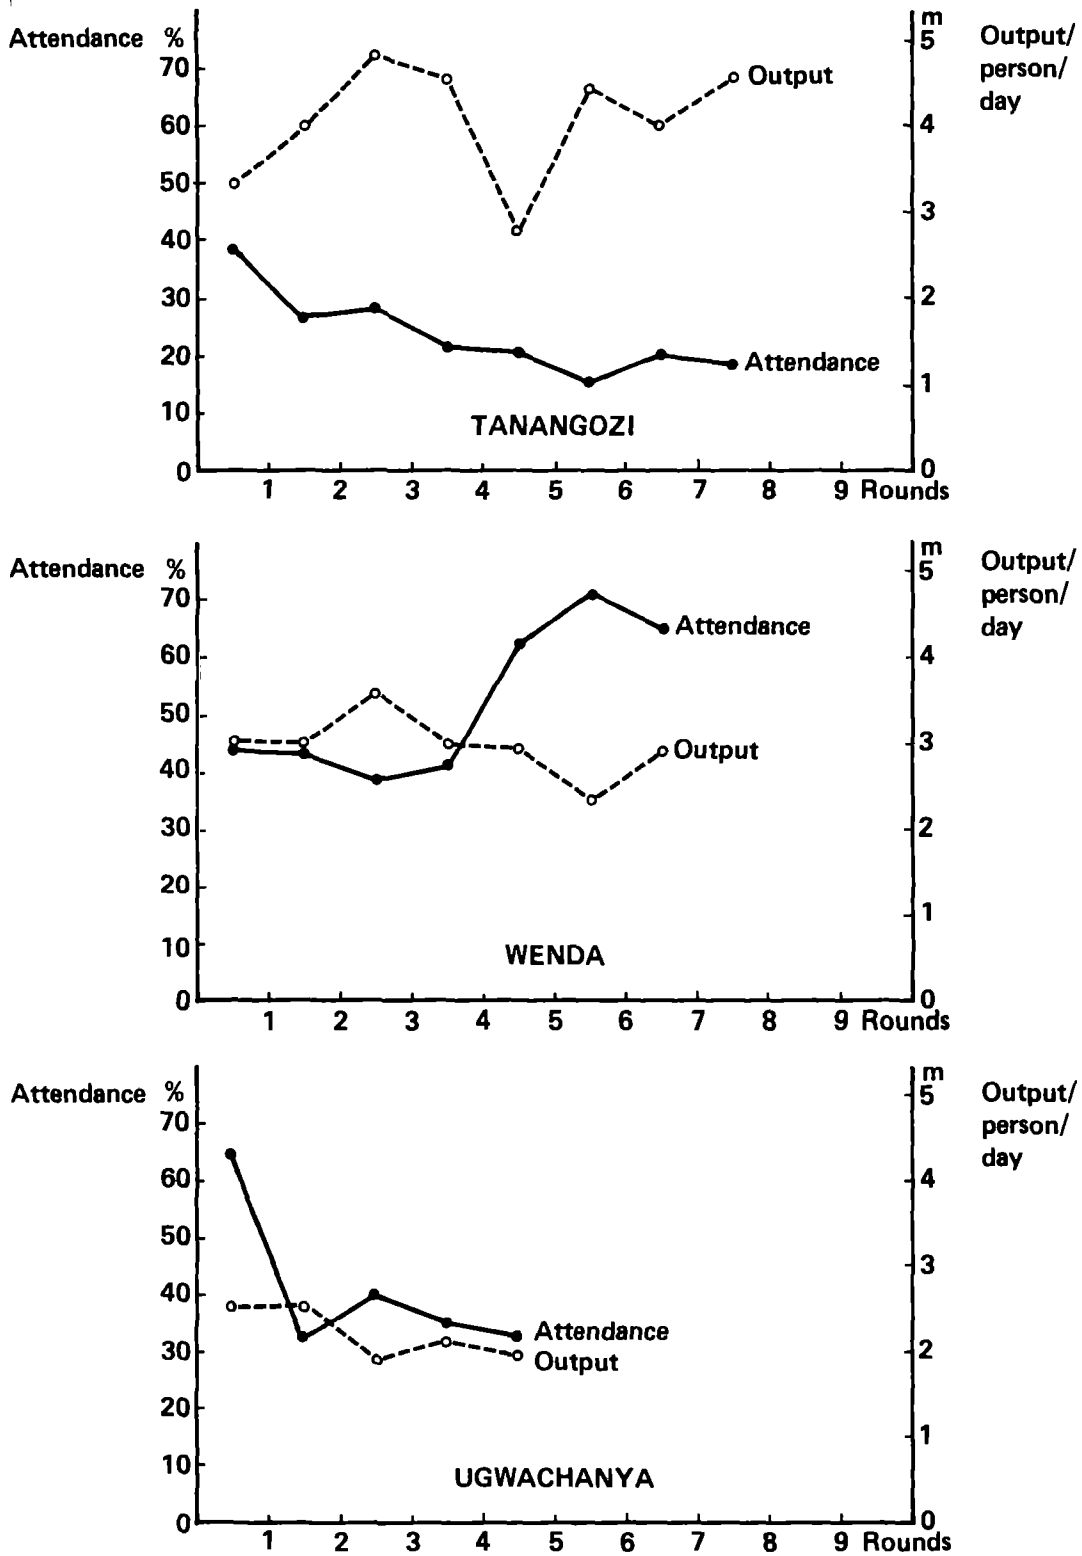 Attendance % m Output/
5 person/
70 Output day
60 4
50
3
40
30 2
20 Attendance
1
10 TANANGOZI
0 0
1 2 3 4 5 6 7 8 9 Rounds
Attendance % m Output/
5 person/
70 day
Attendance
60 4
50
3
Output
40
30 2
20
1
10 WENDA
0 0
1 2 3 4 5 6 7 8 9 Rounds
Attendance % m Output/
5 person/
70 day
60 4
50
3
40
Attendance
30 2
Output
20
1
10 UGWACHANYA
0 0
1 2 3 4 5 6 7 8 9 Rounds